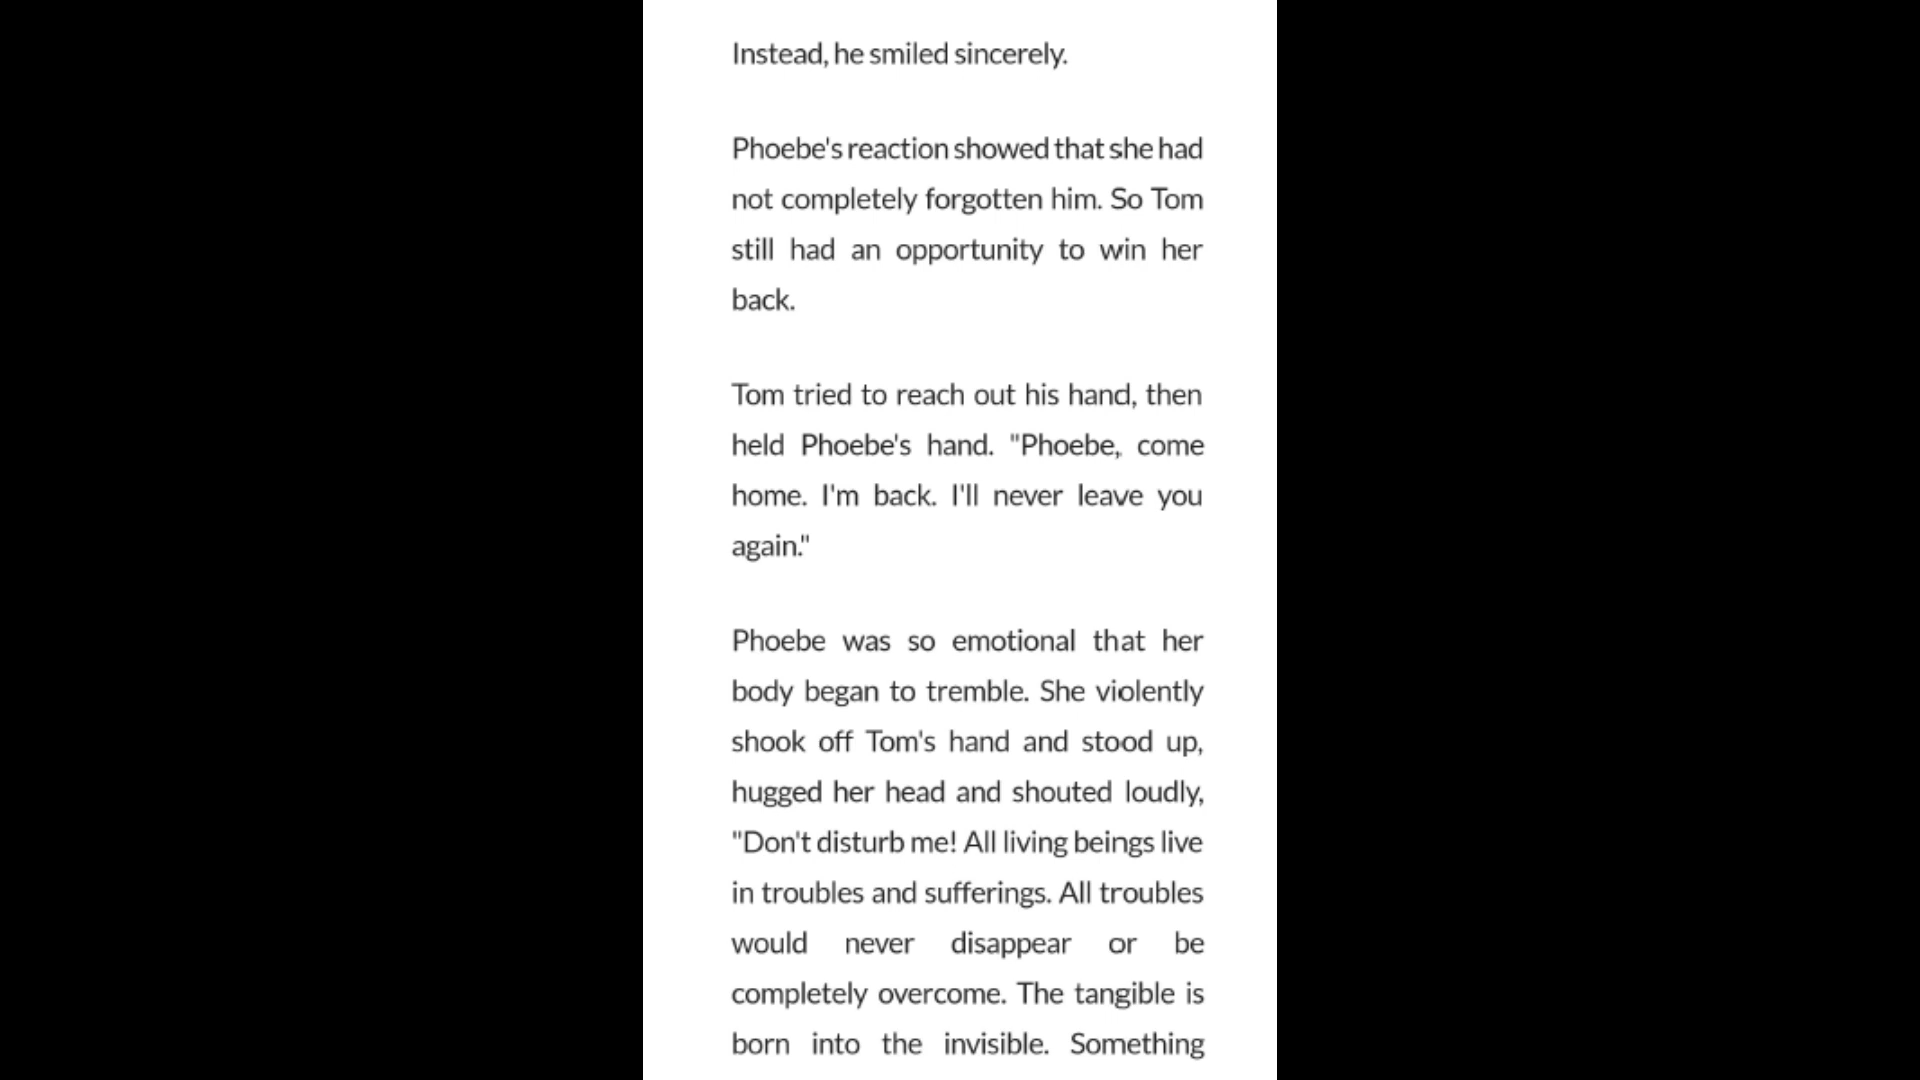 Instead, he smiled sincerely.
Phoebe's reaction showed that she had
not completely forgotten him. So Tom
still had an opportunity to win her
back.
Tom tried to reach out his hand, then
held Phoebe's hand. "Phoebe, come
home. I'm back. I'll never leave you
again."
Phoebe was so emotional that her
body began to tremble. She violently
shook off Tom's hand and stood up,
hugged her head and shouted loudly,
"Don't disturb me! All living beings live
in troubles and sufferings. All troubles
would never disappear or be
completely overcome. The tangible is
born into the invisible. Something